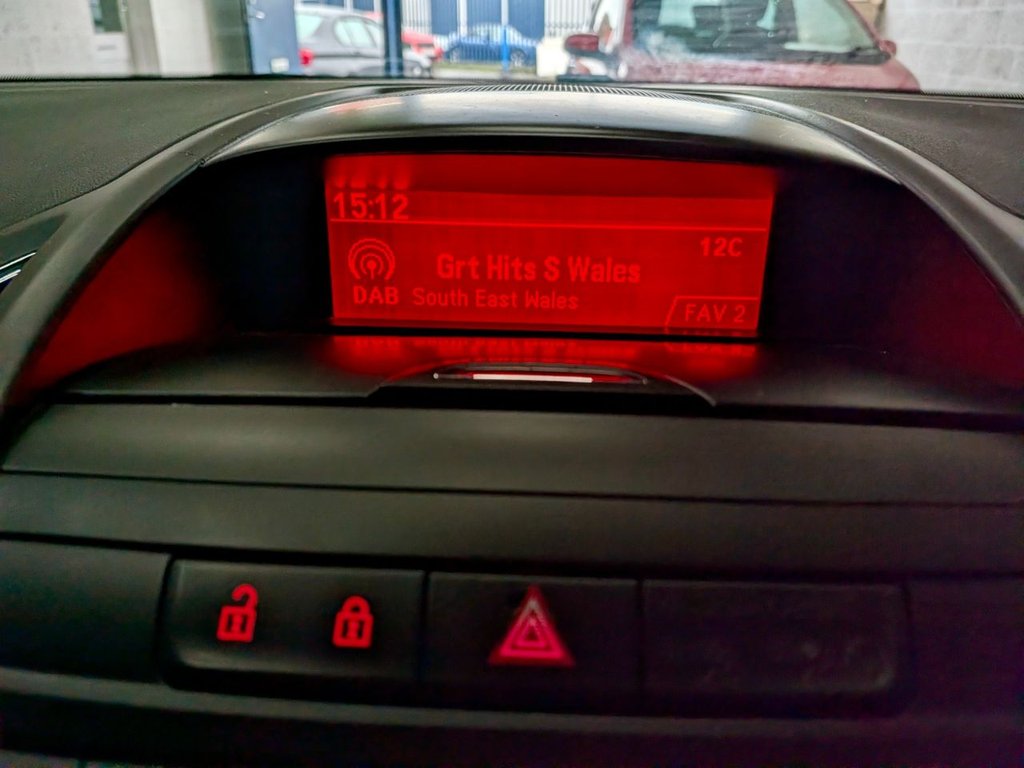 15:12
12C
Grt Hits S Wales
DAB South East Wales
FAV 2